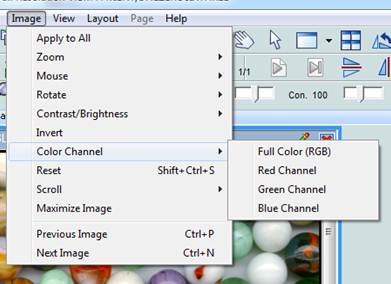 Image View Layout Page Help
Apply to All
Zoom
Mouse
Rotate
1/1
Contrast/Brightness
Con. 100
Invert
Color Channel
Full Color (RGB)
Reset Shift+Ctrl+S
Red Channel
Scroll
Green Channel
Maximize Image
Blue Channel
Previous Image Ctrl+P
Next Image Ctrl+N